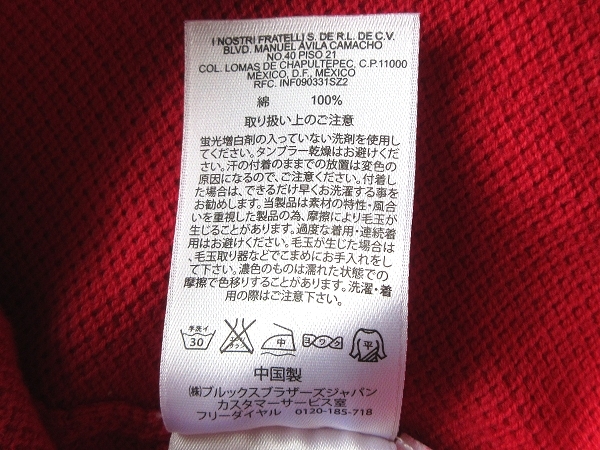 I NOSTRI FRATELLI S. DE R.L. DE C.V.
BLVD. MANUEL AVILA CAMACHO
NO.40 PISO 21
COL. LOMAS DE CHAPULTEPEC, C.P.11000
MÉXICO, D.F., MÉXICO
RFC. INF090331SZ2
綿 100%
取り扱い上のご注意
蛍光増白剤の入っていない洗剤を使用し
てください。タンブラー乾燥はお避けくださ
い。汗の付着のままでの放置は変色の
原因になるので、ご注意ください。付着し
た場合は、できるだけ早くお洗濯する事を
お勧めします。当製品は素材の特性・風合
いを重視した製品の為、摩擦により毛玉が
生じることがあります。過度な着用・連続着
用はお避けください。毛玉が生じた場合は
、毛玉取り器などでこまめにお手入れをし
て下さい。濃色のものは濡れた状態での
摩擦で色移りすることがあります。洗濯・着
用の際はご注意ください。
手洗イ
30
エンソ
サラシ
中
ヨワク
平
中国製
㈱ブルックスブラザーズジャパン
カスタマーサービス室
フリーダイヤル 0120-185-718